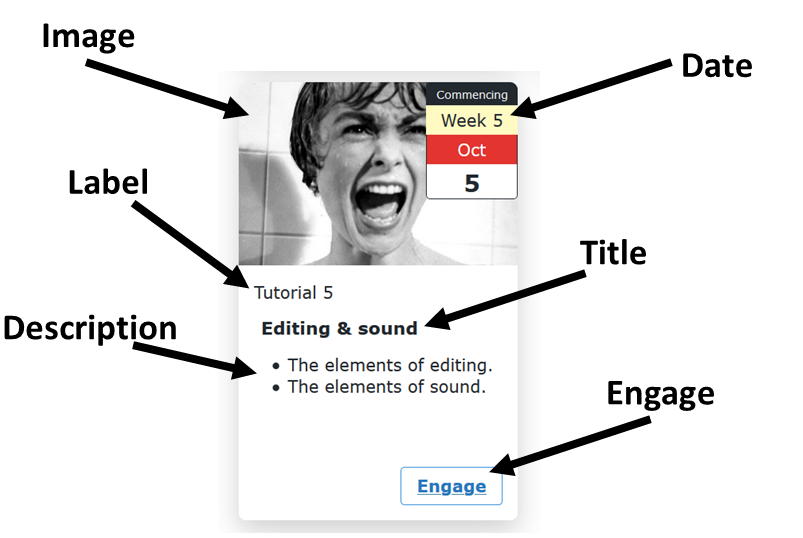 Image
Date
Commencing
Week 5
Oct
5
Label
Tutorial 5
Title
Editing & sound
Description
• The elements of editing.
• The elements of sound.
Engage
Engage